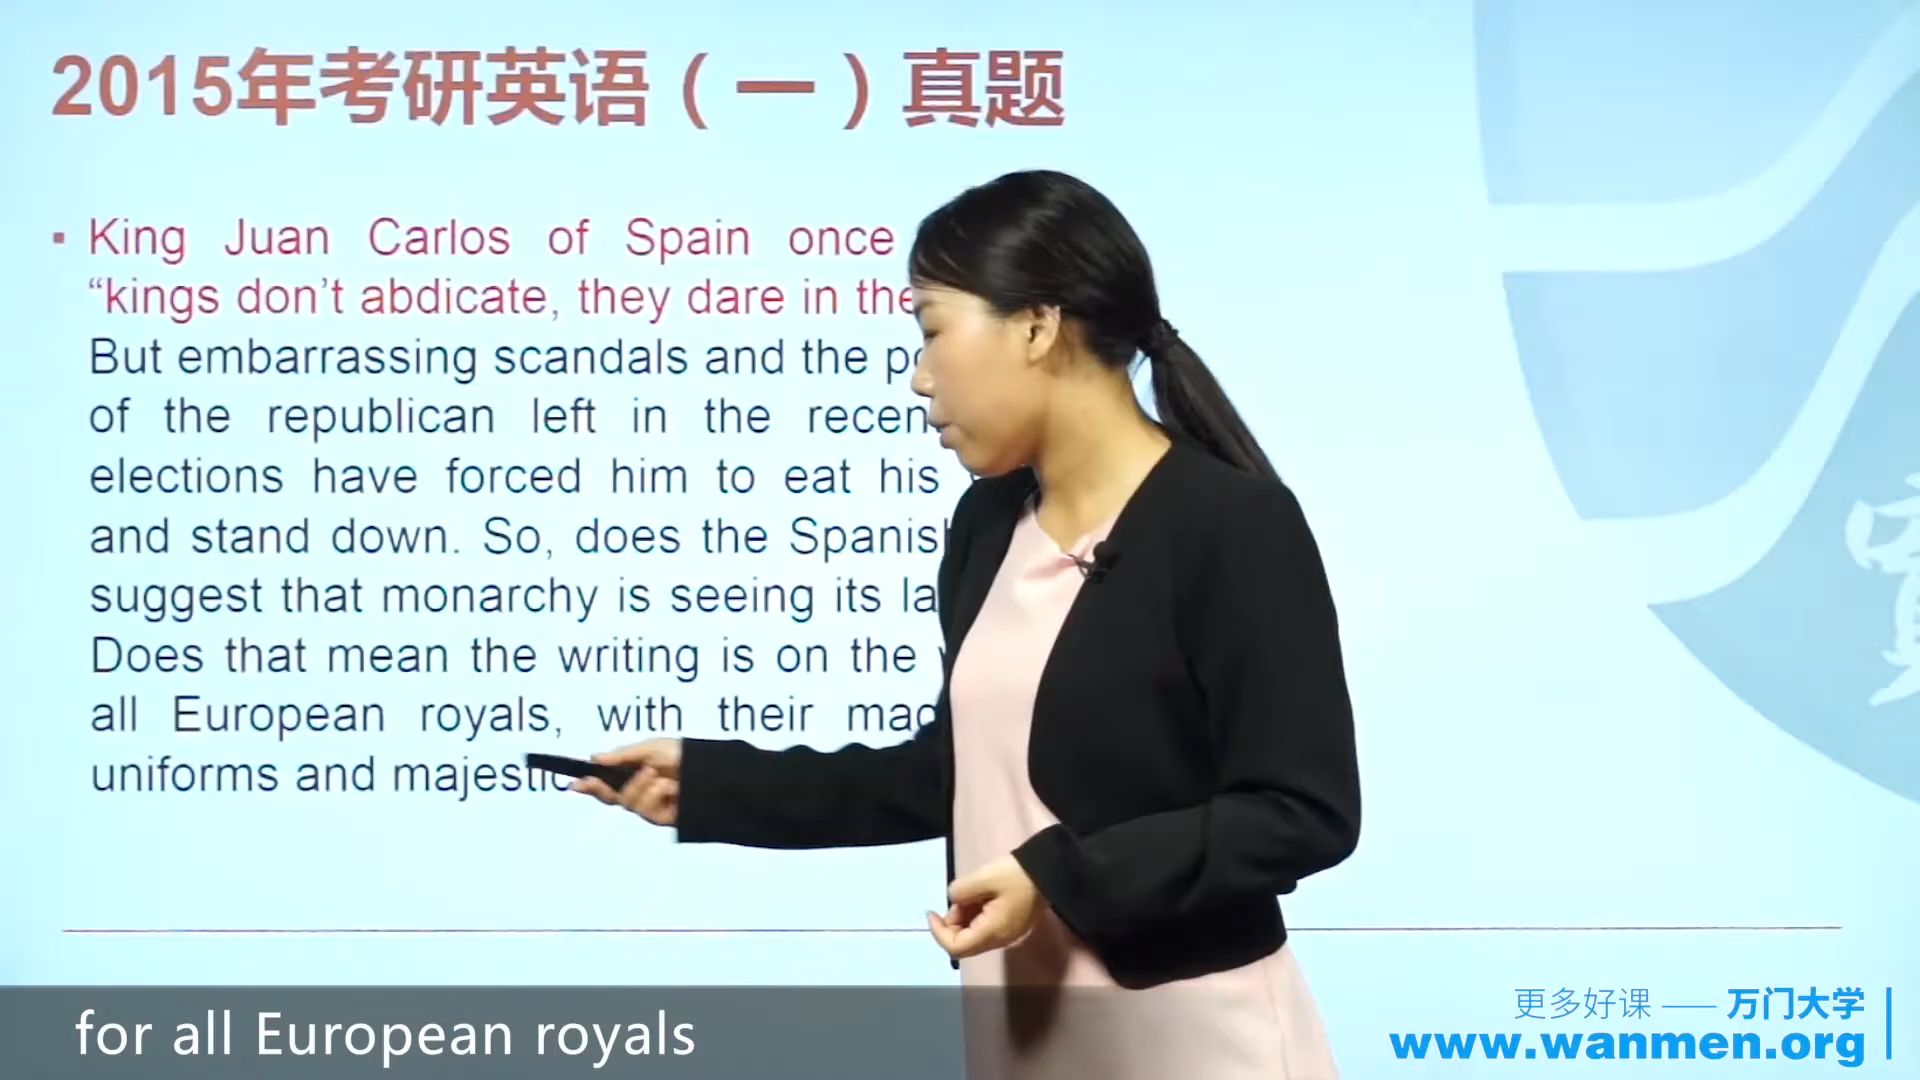 2015年考研英语（一）真题
▪ King Juan Carlos of Spain once
“kings don’t abdicate, they dare in the
But embarrassing scandals and the
of the republican left in the
elections have forced him to eat his
and stand down. So, does the
suggest that monarchy is seeing its
Does that mean the writing is on the
all European royals, with their
uniforms and
for all European royals
更多好课 —— 万门大学
www.wanmen.org